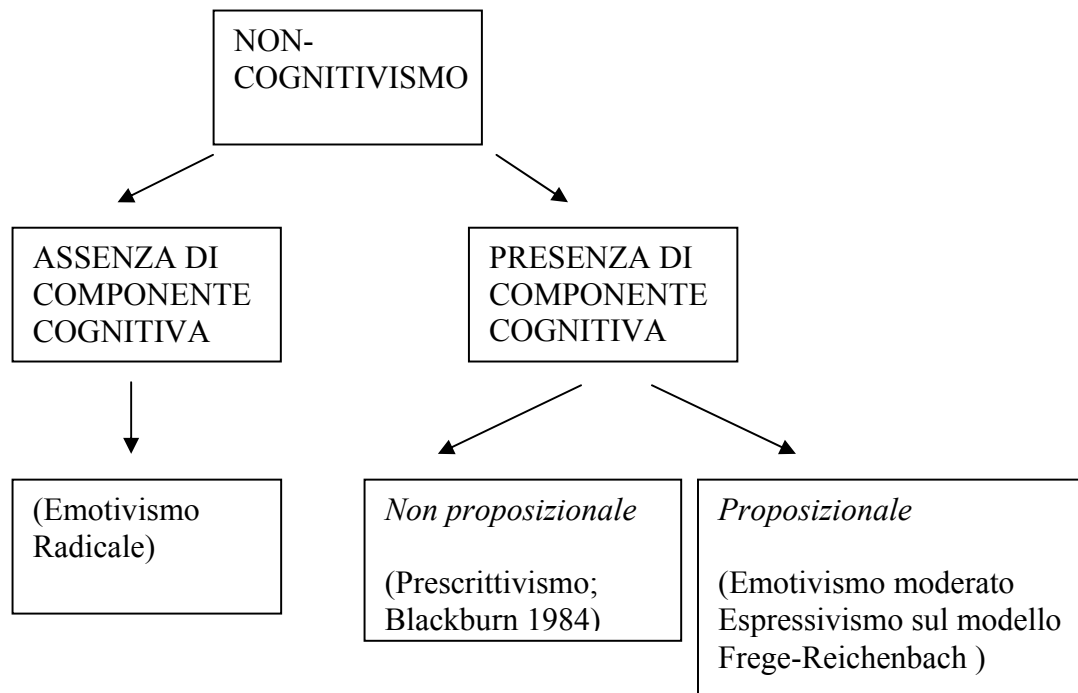 NON-
COGNITIVISMO
ASSENZA DI
COMPONENTE
COGNITIVA
PRESENZA DI
COMPONENTE
COGNITIVA
(Emotivismo
Radicale)
Non proposizionale
(Prescrittivismo;
Blackburn 1984)
Proposizionale
(Emotivismo moderato
Espressivismo sul modello
Frege-Reichenbach )